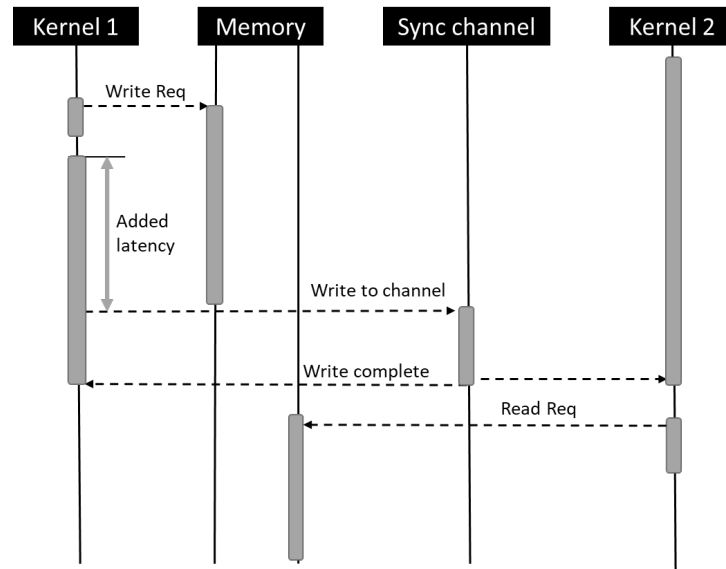 Kernel 1
Memory
Sync channel
Kernel 2
Write Req
Added
latency
Write to channel
Write complete
Read Req